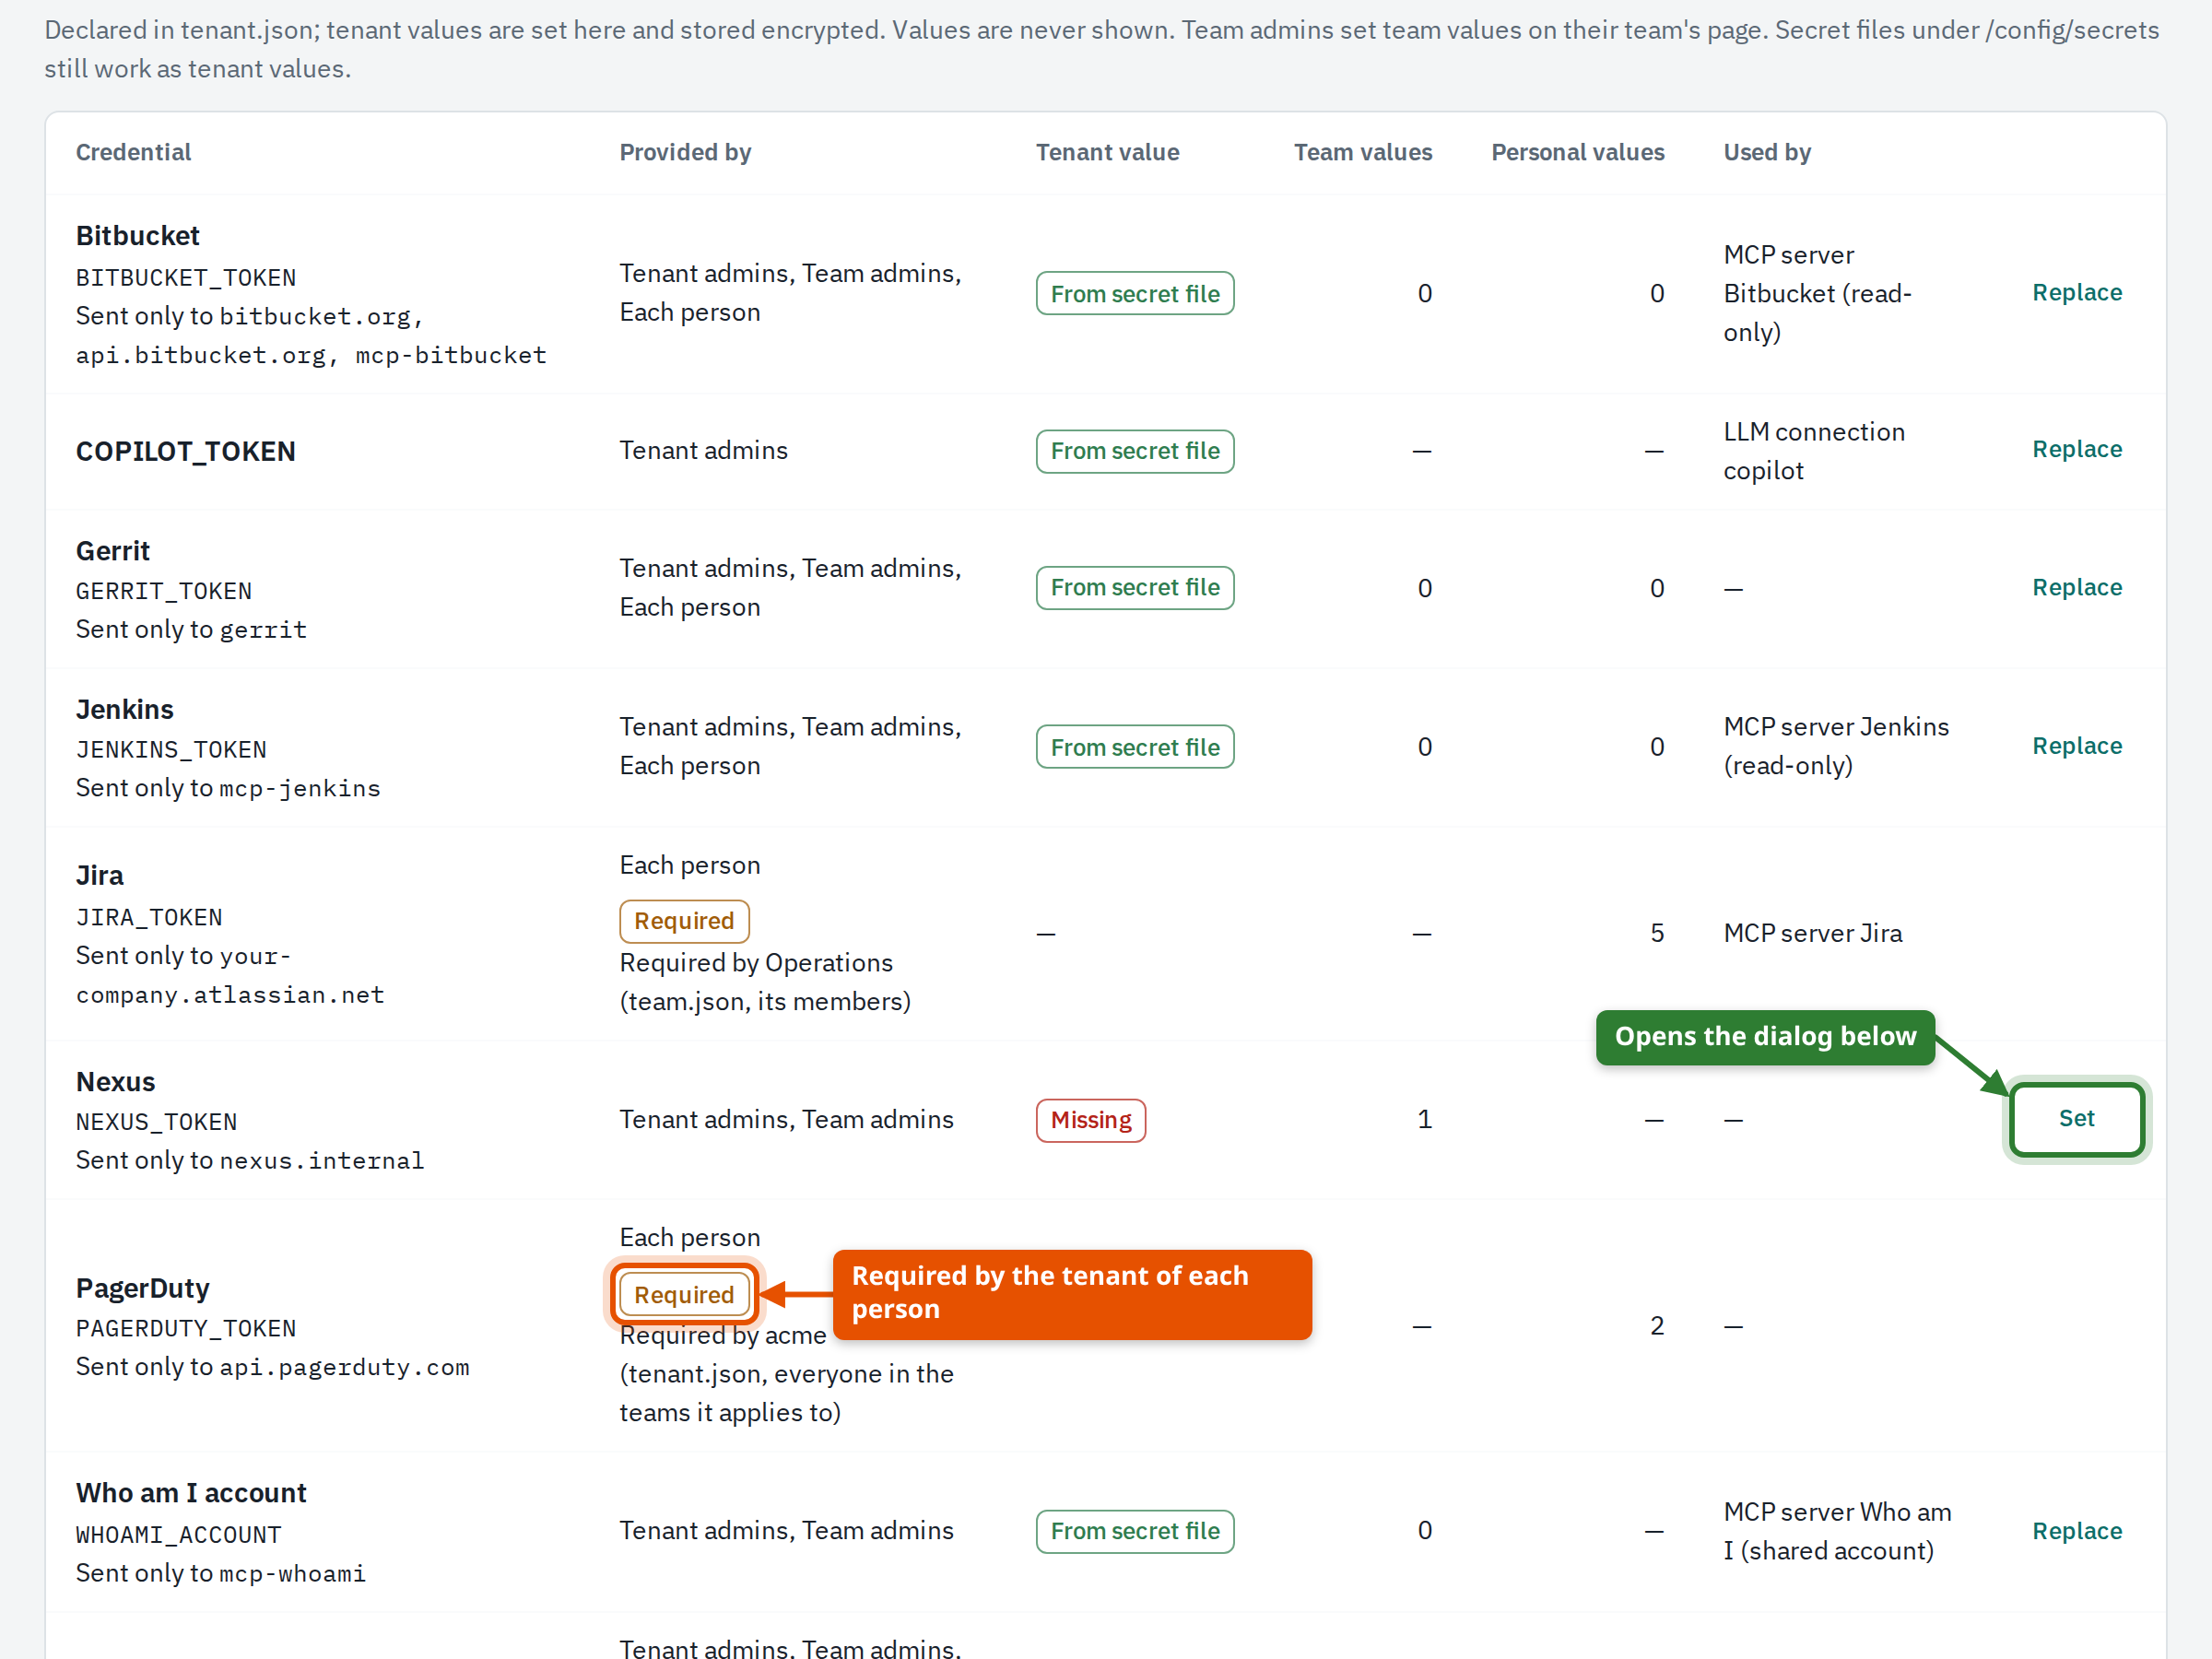 Declared in tenant.json; tenant values are set here and stored encrypted. Values are never shown. Team admins set team values on their team's page. Secret files under /config/secrets
still work as tenant values.
Credential Provided by Tenant value Team values Personal values Used by
Bitbucket
BITBUCKET_TOKEN
Sent only to bitbucket.org,
api.bitbucket.org, mcp-bitbucket
Tenant admins, Team admins,
Each person
From secret file
0
0
MCP server
Bitbucket (read-
only)
Replace
COPILOT_TOKEN
Tenant admins
From secret file
—
—
LLM connection
copilot
Replace
Gerrit
GERRIT_TOKEN
Sent only to gerrit
Tenant admins, Team admins,
Each person
From secret file
0
0
—
Replace
Jenkins
JENKINS_TOKEN
Sent only to mcp-jenkins
Tenant admins, Team admins,
Each person
From secret file
0
0
MCP server Jenkins
(read-only)
Replace
Jira
JIRA_TOKEN
Sent only to your-
company.atlassian.net
Each person
Required
Required by Operations
(team.json, its members)
—
—
5
MCP server Jira
Opens the dialog below
Nexus
NEXUS_TOKEN
Sent only to nexus.internal
Tenant admins, Team admins
Missing
1
—
—
Set
PagerDuty
PAGERDUTY_TOKEN
Sent only to api.pagerduty.com
Each person
Required
Required by acme
(tenant.json, everyone in the
teams it applies to)
Required by the tenant of each
person
—
2
—
Who am I account
WHOAMI_ACCOUNT
Sent only to mcp-whoami
Tenant admins, Team admins
From secret file
0
—
MCP server Who am
I (shared account)
Replace
Tenant admins, Team admins,